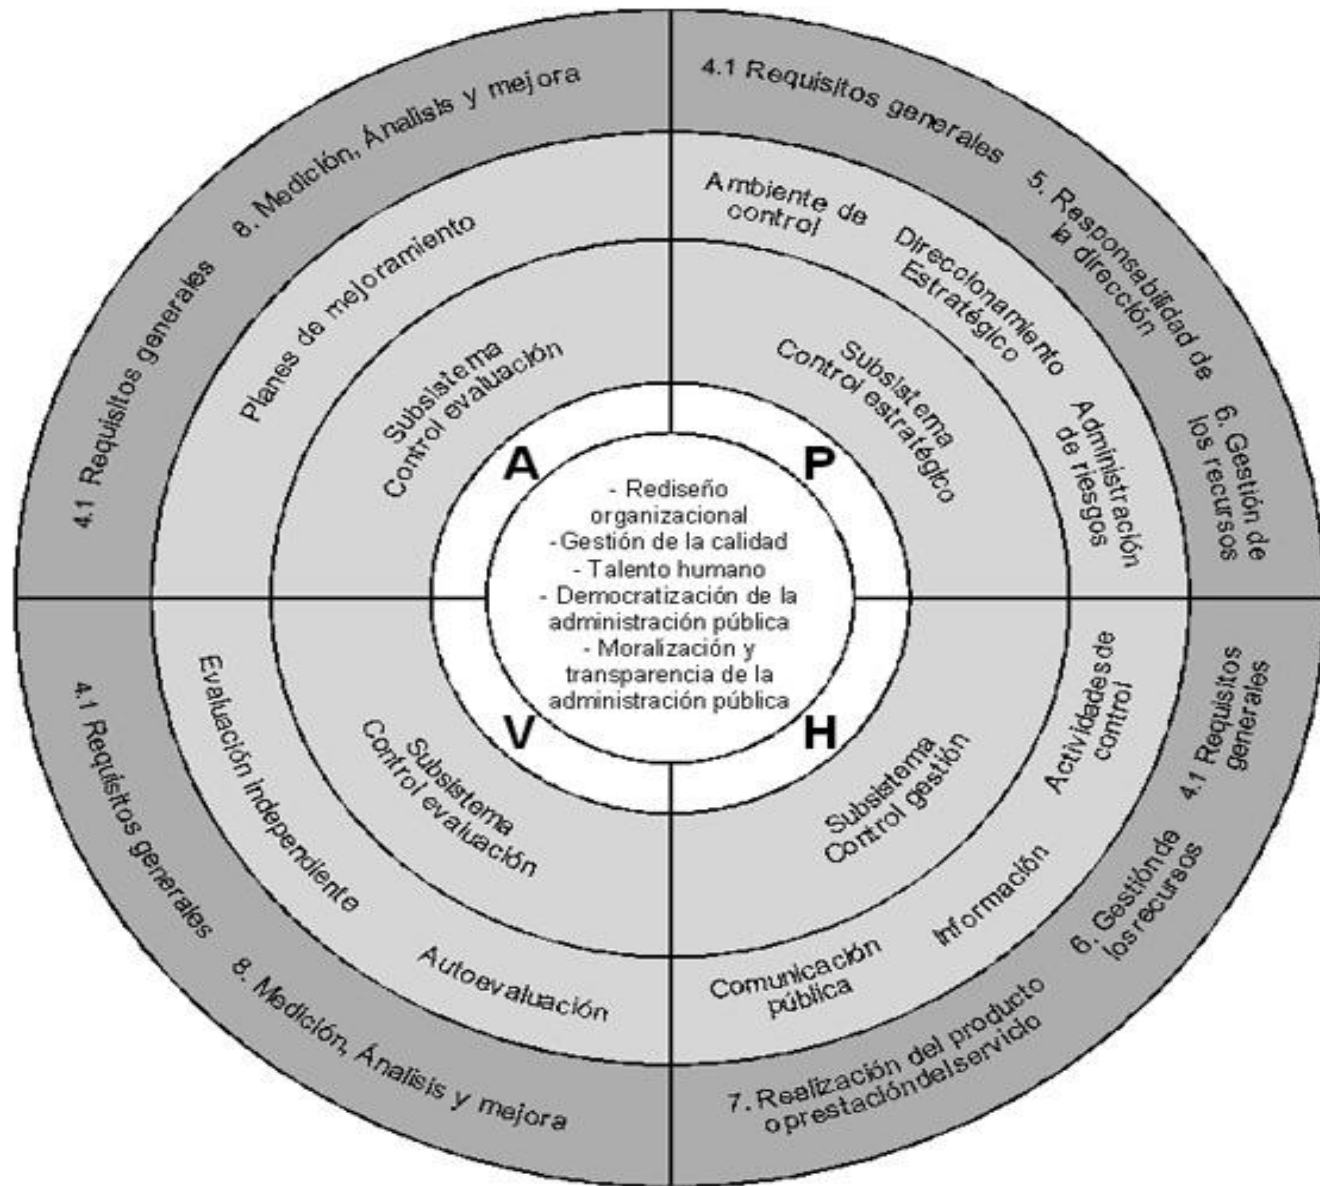 4.1 Requisitos generales
8. Medición, Ánalisis y mejora
4.1 Requisitos generales
5. Responsabilidad de
la dirección
6. Gestión de
los recursos
Planes de mejoramiento
Ambiente de
control
Direccionamiento
Estratégico
Administración
de riesgos
Subsistema
Control evaluación
Subsistema
Control estratégico
A
P
- Rediseño
organizacional
-Gestión de la calidad
- Talento humano
- Democratización de la
administración pública
- Moralización y
transparencia de la
administración pública
V
H
Subsistema
Control evaluación
Subsistema
Control gestión
Evaluación independiente
Autoevaluación
Actividades de
control
Información
Comunicación
pública
4.1 Requisitos generales
8. Medición, Ánalisis y mejora
4.1 Requisitos
generales
6. Gestión de
los recursos
7. Realización del producto
o prestación del servicio